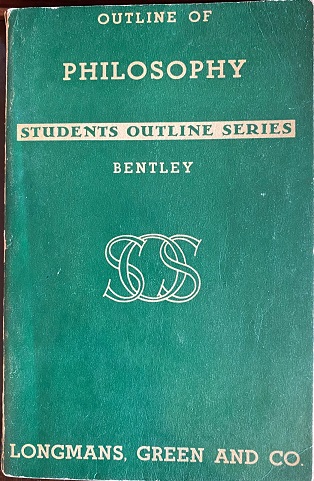 OUTLINE OF
PHILOSOPHY
STUDENTS OUTLINE SERIES
BENTLEY
SOS
LONGMANS, GREEN AND CO.